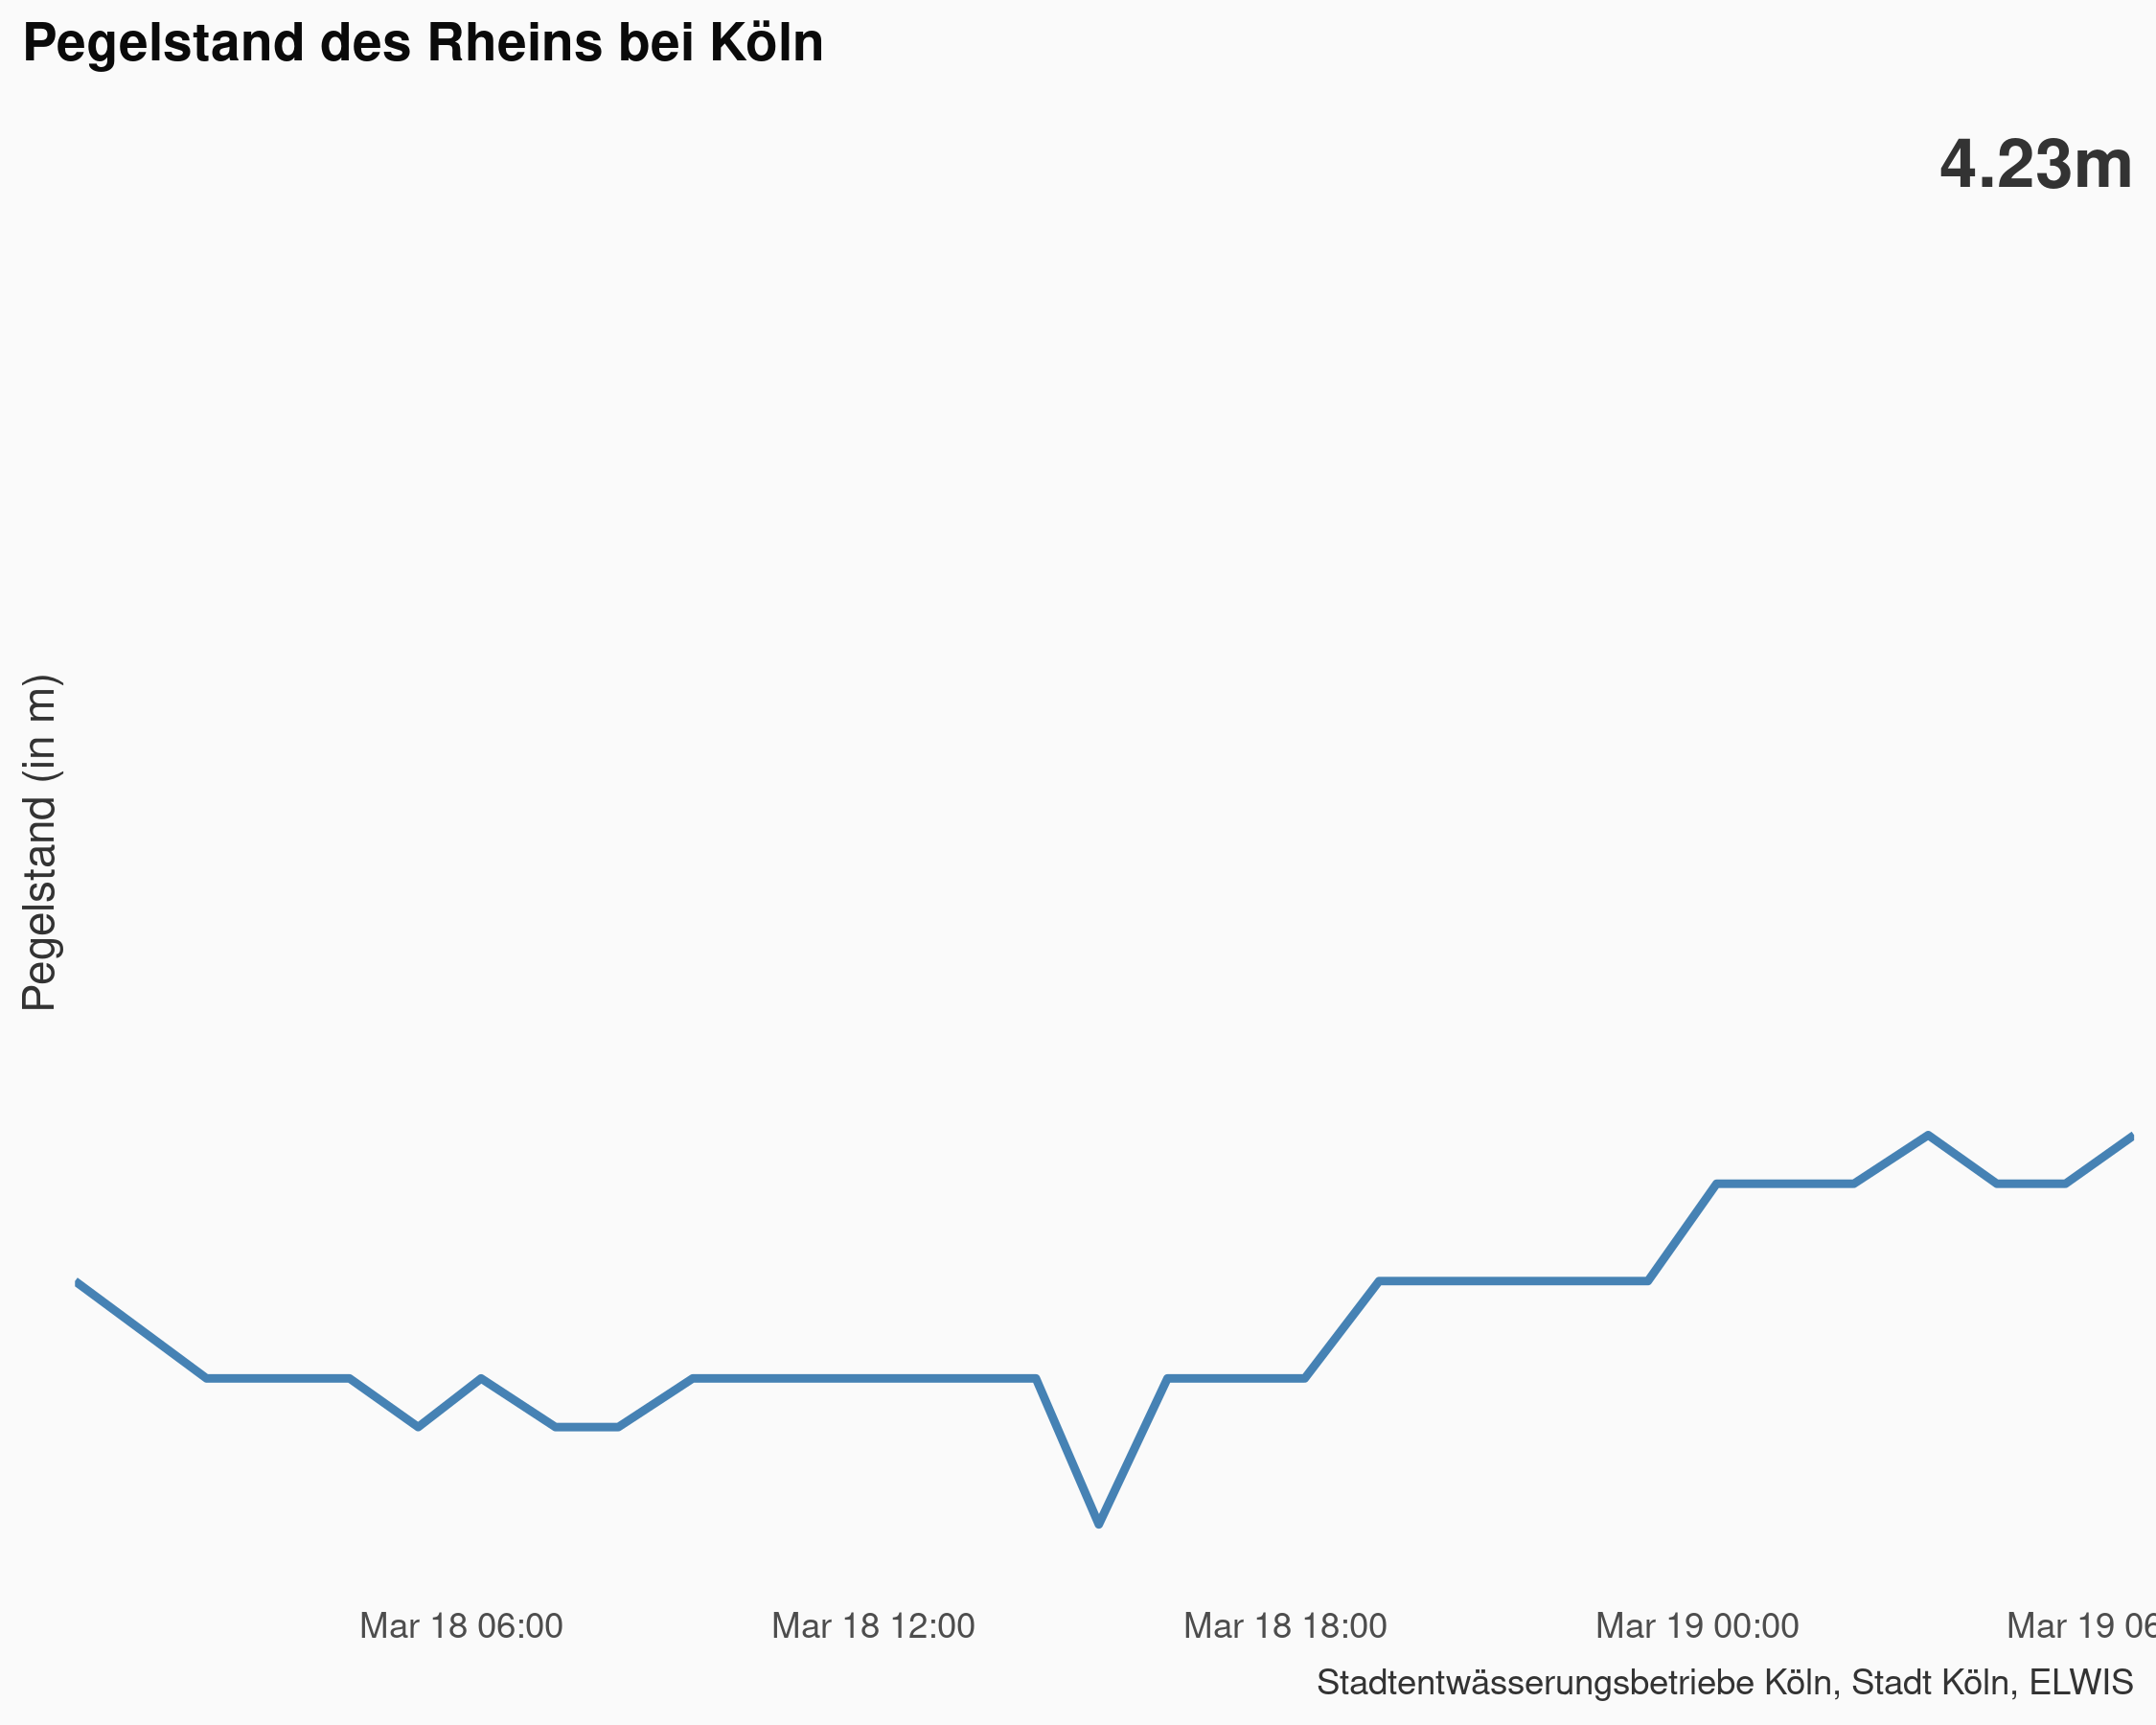 Pegelstand des Rheins bei Köln
4.23m
Pegelstand (in m)
Mar 18 06:00
Mar 18 12:00
Mar 18 18:00
Mar 19 00:00
Mar 19 06
Stadtentwässerungsbetriebe Köln, Stadt Köln, ELWIS